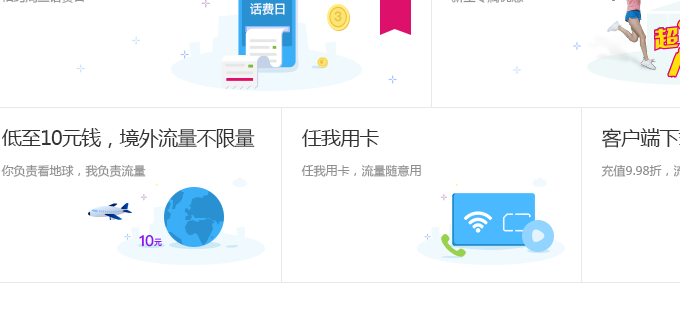 话费日
3
超
低至10元钱，境外流量不限量
你负责看地球，我负责流量
10元
任我用卡
任我用卡，流量随意用
客户端下
充值9.98折，